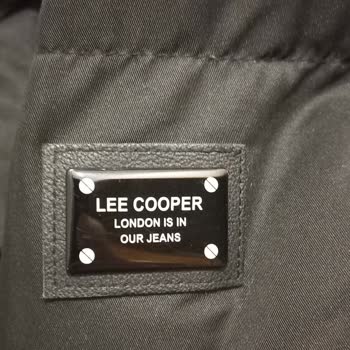 LEE COOPER
LONDON IS IN
OUR JEANS